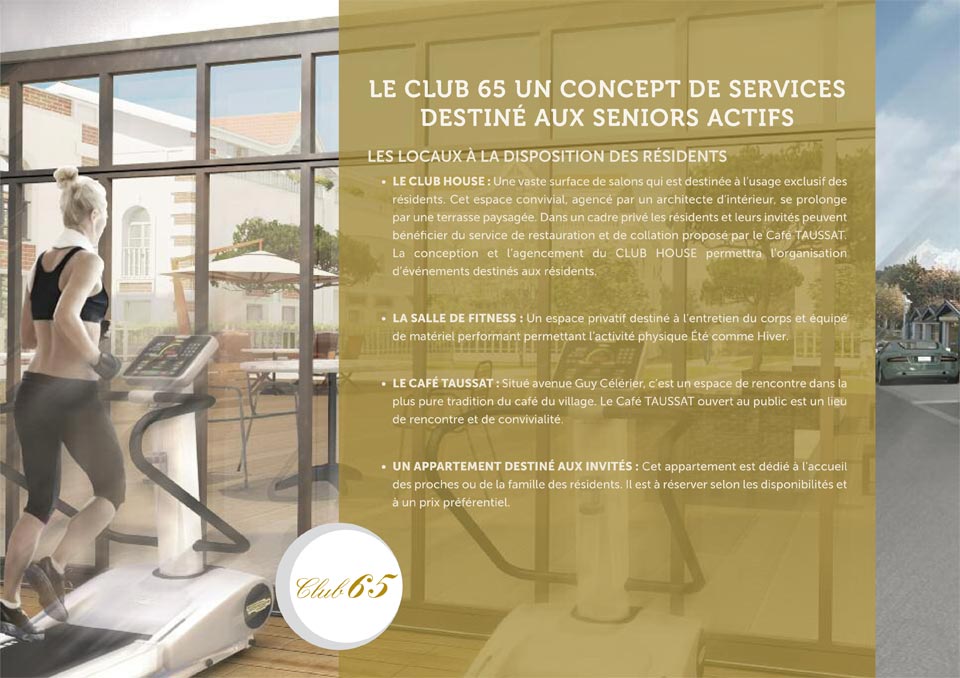 LE CLUB 65 UN CONCEPT DE SERVICES
DESTINÉ AUX SENIORS ACTIFS
LES LOCAUX À LA DISPOSITION DES RÉSIDENTS
• LE CLUB HOUSE : Une vaste surface de salons qui est destinée à l'usage exclusif des
résidents. Cet espace convivial, agencé par un architecte d'intérieur, se prolonge
par une terrasse paysagée. Dans un cadre privé les résidents et leurs invités peuvent
bénéficier du service de restauration et de collation proposé par le Café TAUSSAT.
La conception et l'agencement du CLUB HOUSE permettra l'organisation
d'événements destinés aux résidents.
• LA SALLE DE FITNESS : Un espace privatif destiné à l'entretien du corps et équipé
de matériel performant permettant l'activité physique Été comme Hiver.
• LE CAFÉ TAUSSAT : Situé avenue Guy Célérier, c'est un espace de rencontre dans la
plus pure tradition du café du village. Le Café TAUSSAT ouvert au public est un lieu
de rencontre et de convivialité.
• UN APPARTEMENT DESTINÉ AUX INVITÉS : Cet appartement est dédié à l'accueil
des proches ou de la famille des résidents. Il est à réserver selon les disponibilités et
à un prix préférentiel.
Club 65